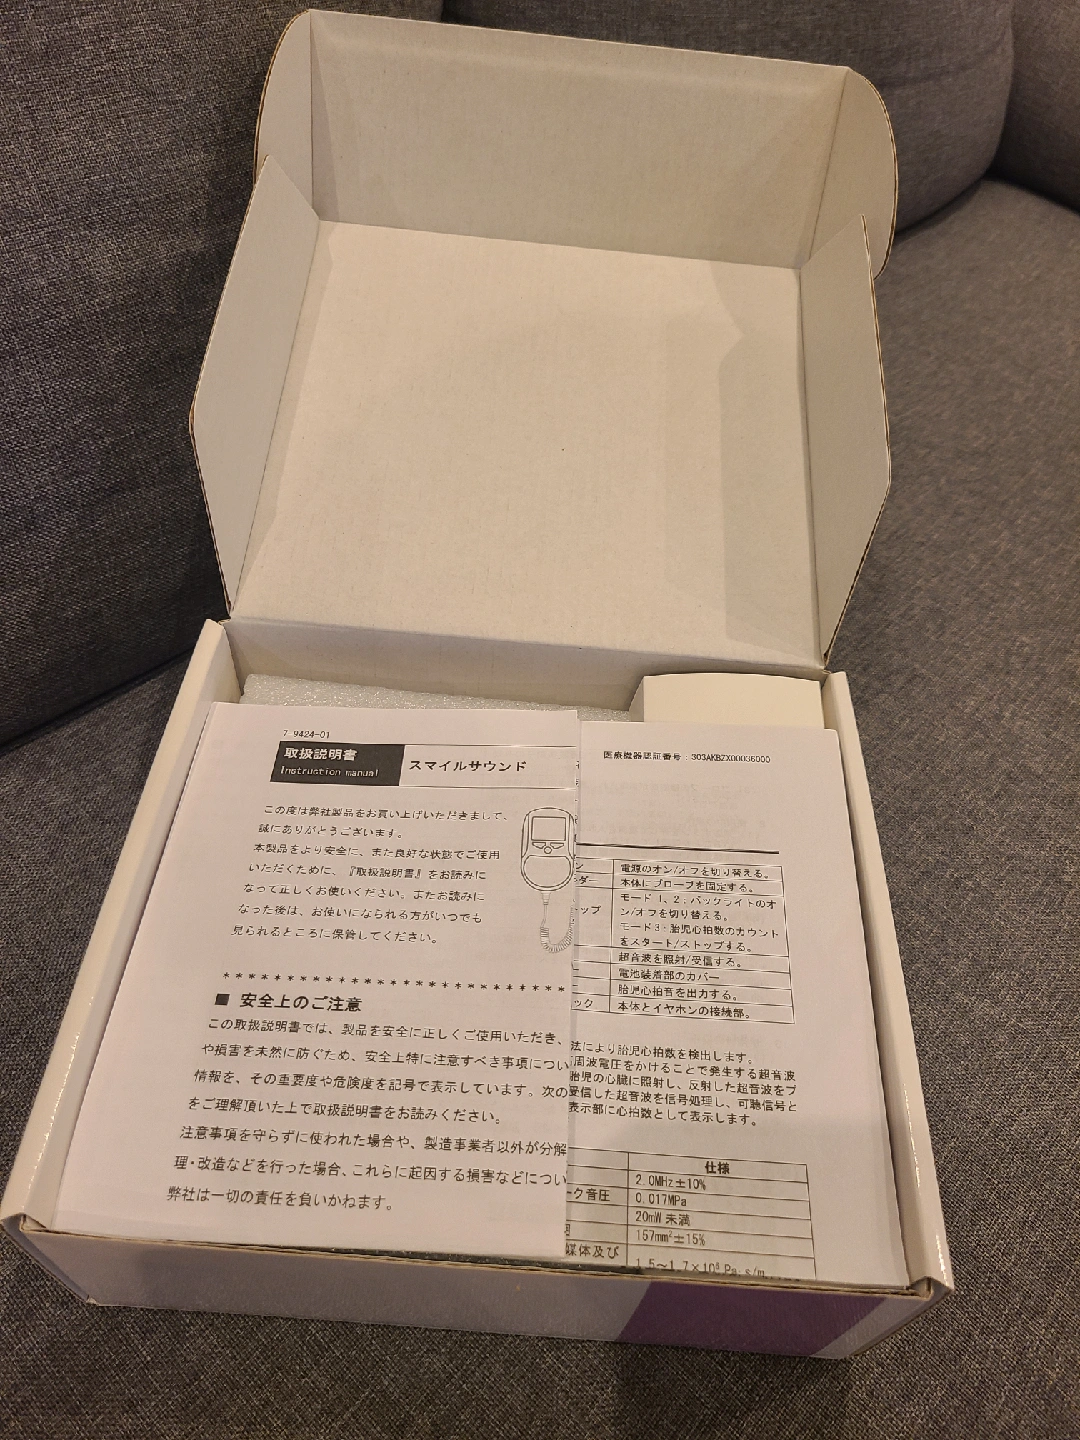 7-9424-01
取扱説明書
Instruction manual
スマイルサウンド
この度は弊社製品をお買い上げいただきまして、
誠にありがとうございます。
本製品をより安全に、また良好な状態でご使用
いただくために、『取扱説明書』をお読みに
なって正しくお使いください。またお読みに
なった後は、お使いになられる方がいつでも
見られるところに保管してください。
■ 安全上のご注意
この取扱説明書では、製品を安全に正しくご使用いただき、
や損害を未然に防ぐため、安全上特に注意すべき事項につい
情報を、その重要度や危険度を記号で表示しています。次の
をご理解頂いた上で取扱説明書をお読みください。
注意事項を守らずに使われた場合や、製造事業者以外が分解
理・改造などを行った場合、これらに起因する損害などについ
弊社は一切の責任を負いかねます。
医療機器認証番号：303AKBZX00036000
ン 電源のオン/オフを切り替える。
ダー 本体にプローブを固定する。
トップ モード1、2：バックライトのオ
ン/オフを切り替える。
モード3：胎児心拍数のカウント
をスタート/ストップする。
超音波を照射/受信する。
電池装着部のカバー
胎児心拍音を出力する。
ック 本体とイヤホンの接続部。
法により胎児心拍数を検出します。
周波電圧をかけることで発生する超音波
胎児の心臓に照射し、反射した超音波をプ
受信した超音波を信号処理し、可聴信号と
表示部に心拍数として表示します。
仕様
2.0MHz±10%
ーク音圧 0.017MPa
20mW 未満
157mm²±15%
媒体及び 1.5～1.7×10⁶ Pa·s/m